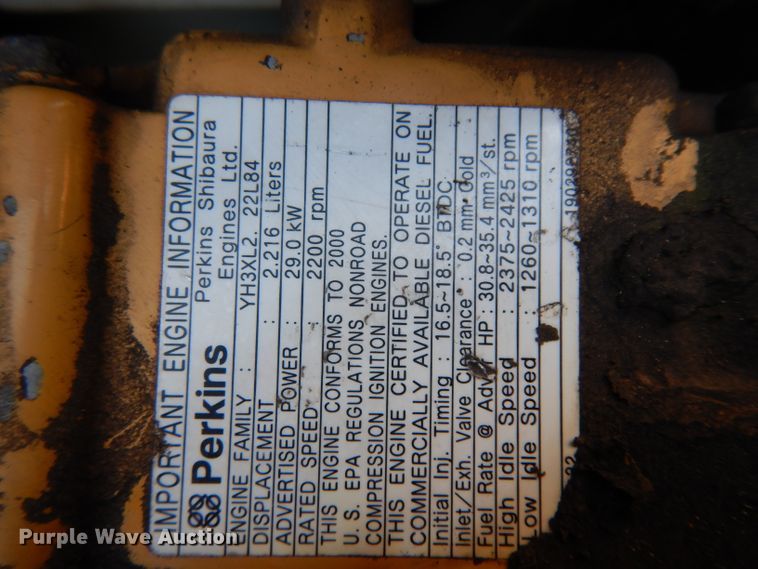 IMPORTANT ENGINE INFORMATION
Perkins Perkins Shibaura
Engines Ltd.
ENGINE FAMILY : YH3XL2. 22L84
DISPLACEMENT : 2.216 Liters
ADVERTISED POWER : 29.0 kW
RATED SPEED : 2200 rpm
THIS ENGINE CONFORMS TO 2000
U.S. EPA REGULATIONS NONROAD
COMPRESSION IGNITION ENGINES.
THIS ENGINE CERTIFIED TO OPERATE ON
COMMERCIALLY AVAILABLE DIESEL FUEL.
Initial Inj. Timing : 16.5~18.5° BTDC
Inlet/Exh. Valve Clearance : 0.2 mm Cold
Fuel Rate @ Adv. HP : 30.8~35.4 mm³/st.
High Idle Speed : 2375~2425 rpm
Low Idle Speed : 1260~1310 rpm
Purple Wave Auction